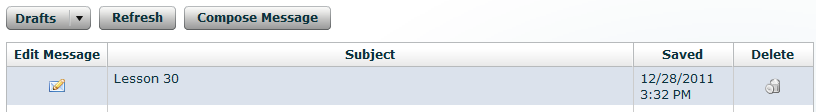 Drafts Refresh Compose Message
Edit Message Subject Saved Delete
Lesson 30 12/28/2011
3:32 PM